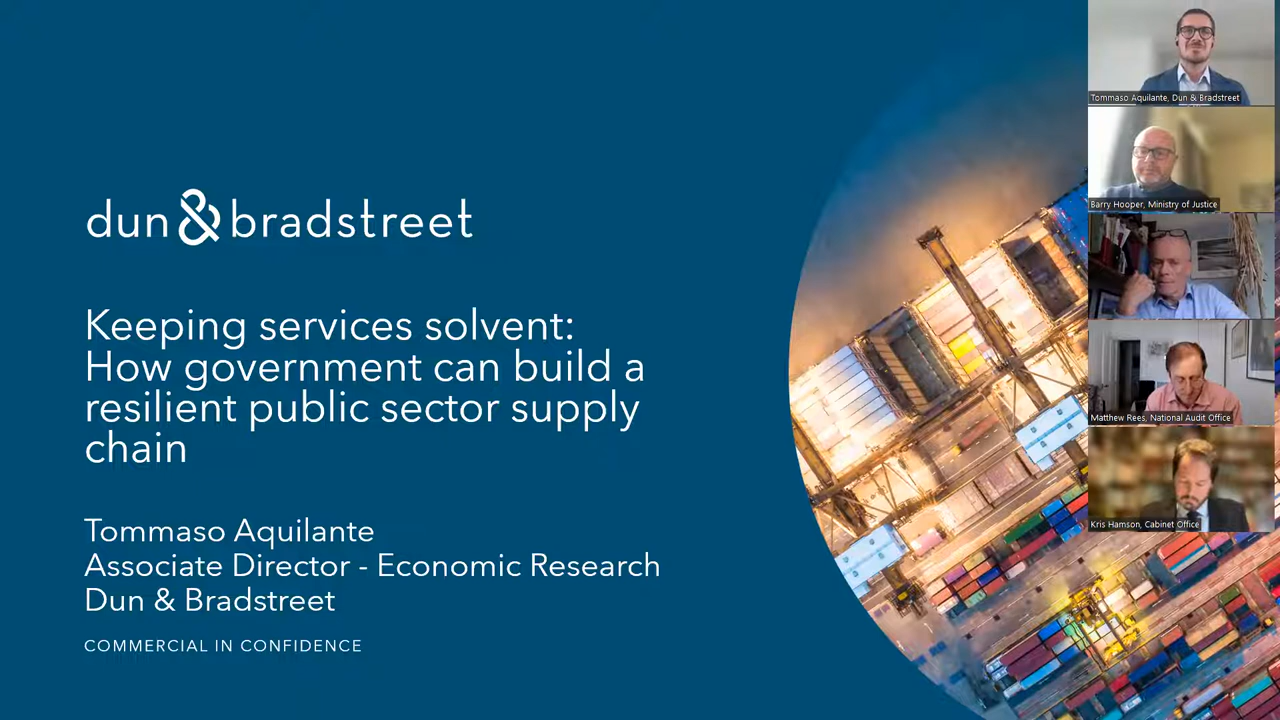 dun & bradstreet
Keeping services solvent:
How government can build a
resilient public sector supply
chain
Tommaso Aquilante
Associate Director - Economic Research
Dun & Bradstreet
COMMERCIAL IN CONFIDENCE
Tommaso Aquilante, Dun & Bradstreet
Barry Hooper, Ministry of Justice
Matthew Rees, National Audit Office
Kris Hamson, Cabinet Office